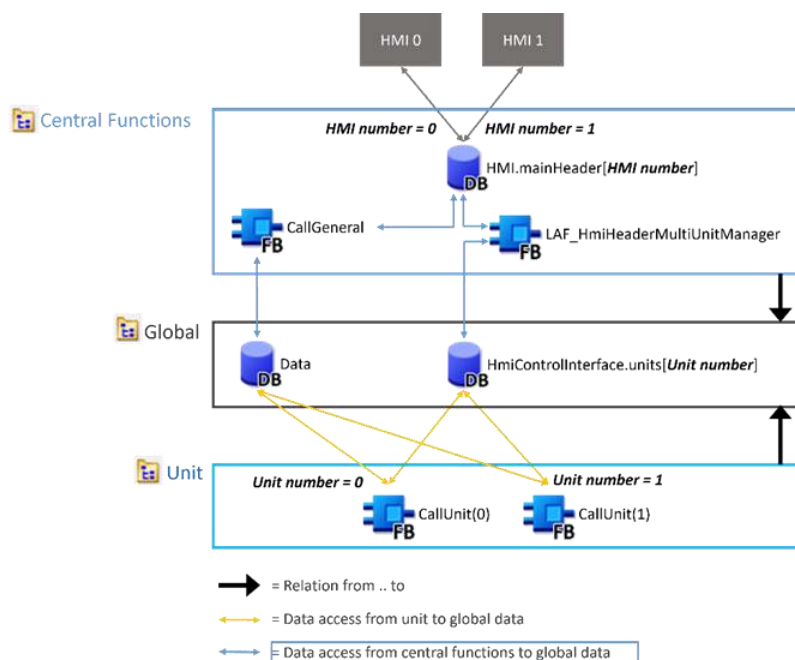 HMI 0
HMI 1
Central Functions
HMI number = 0
HMI number = 1
DB
HMI.mainHeader[HMI number]
FB
CallGeneral
FB
LAF_HmiHeaderMultiUnitManager
Global
DB
Data
DB
HmiControlInterface.units[Unit number]
Unit
Unit number = 0
Unit number = 1
FB
CallUnit(0)
FB
CallUnit(1)
= Relation from .. to
= Data access from unit to global data
= Data access from central functions to global data